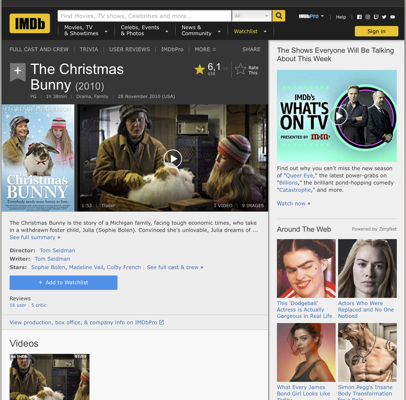 IMDb
Find Movies, TV shows, Celebrities and more...
All
IMDbPro
Help
Movies, TV & Showtimes
Celebs, Events & Photos
News & Community
Watchlist
Sign in
FULL CAST AND CREW | TRIVIA | USER REVIEWS | IMDbPro | MORE
SHARE
+
The Christmas
Bunny (2010)
6,1
Rate
This
PG | 1h 38min | Drama, Family | 28 November 2010 (USA)
Christmas
BUNNY
1:53 | Trailer
1 VIDEO | 9 IMAGES
The Christmas Bunny is the story of a Michigan family, facing tough economic times, who take
in a withdrawn foster child, Julia (Sophie Bolen). Convinced she's unlovable, Julia dreams of ...
See full summary »
Director: Tom Seidman
Writer: Tom Seidman
Stars: Sophie Bolen, Madeline Vail, Colby French | See full cast & crew »
+ Add to Watchlist
Reviews
16 user | 5 critic
View production, box office, & company info on IMDbPro
Videos
The Shows Everyone Will Be Talking
About This Week
IMDb's
WHAT'S
ON TV
PRESENTED BY
Find out why you can't miss the new season
of "Queer Eye," the latest power-grabs on
"Billions," the brilliant pond-hopping comedy
"Catastrophe," and more.
Watch now »
Around The Web
Powered by ZergNet
This 'Dodgeball'
Actress is Actually
Gorgeous in Real Life
Actors Who Were
Replaced and No One
Noticed
What Every James
Bond Girl Looks Like
Simon Pegg's Insane
Body Transformation